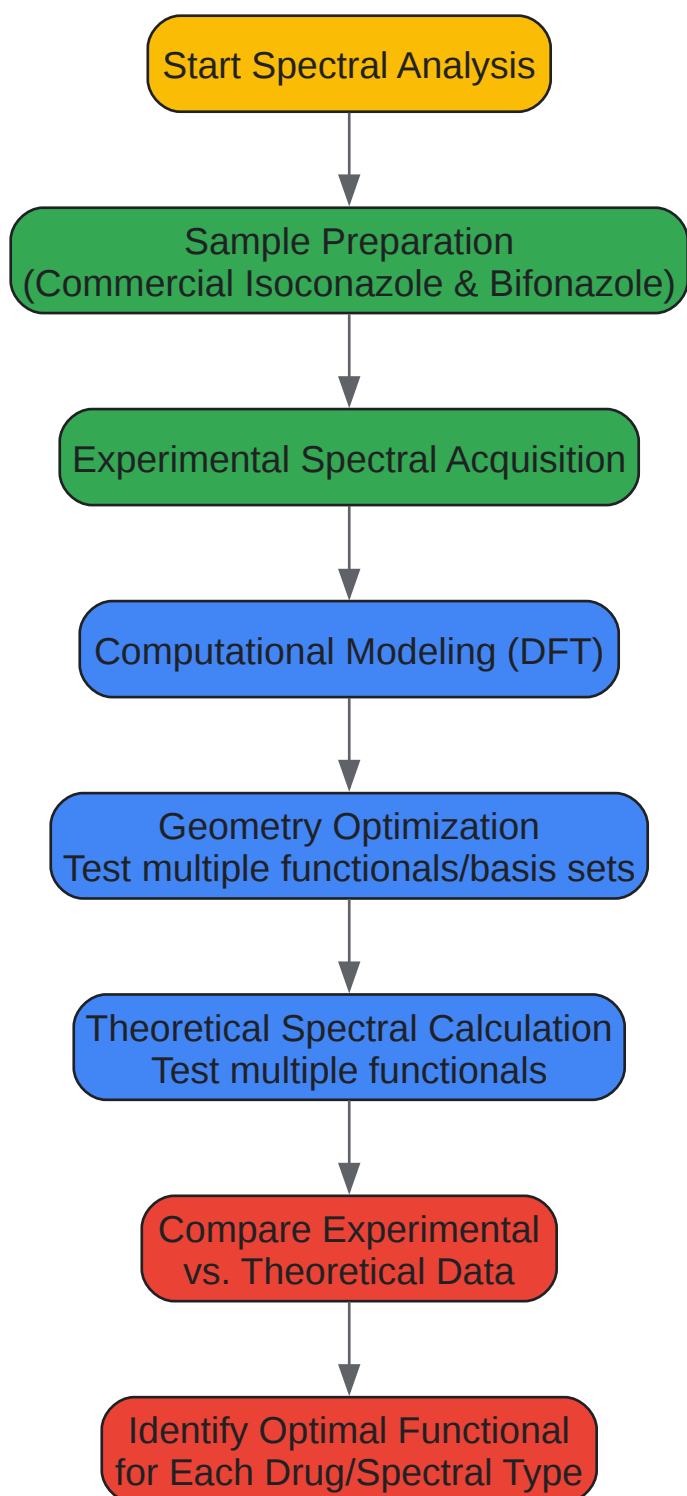 Start Spectral Analysis
Sample Preparation
(Commercial Isoconazole & Bifonazole)
Experimental Spectral Acquisition
Computational Modeling (DFT)
Geometry Optimization
Test multiple functionals/basis sets
Theoretical Spectral Calculation
Test multiple functionals
Compare Experimental
vs. Theoretical Data
Identify Optimal Functional
for Each Drug/Spectral Type